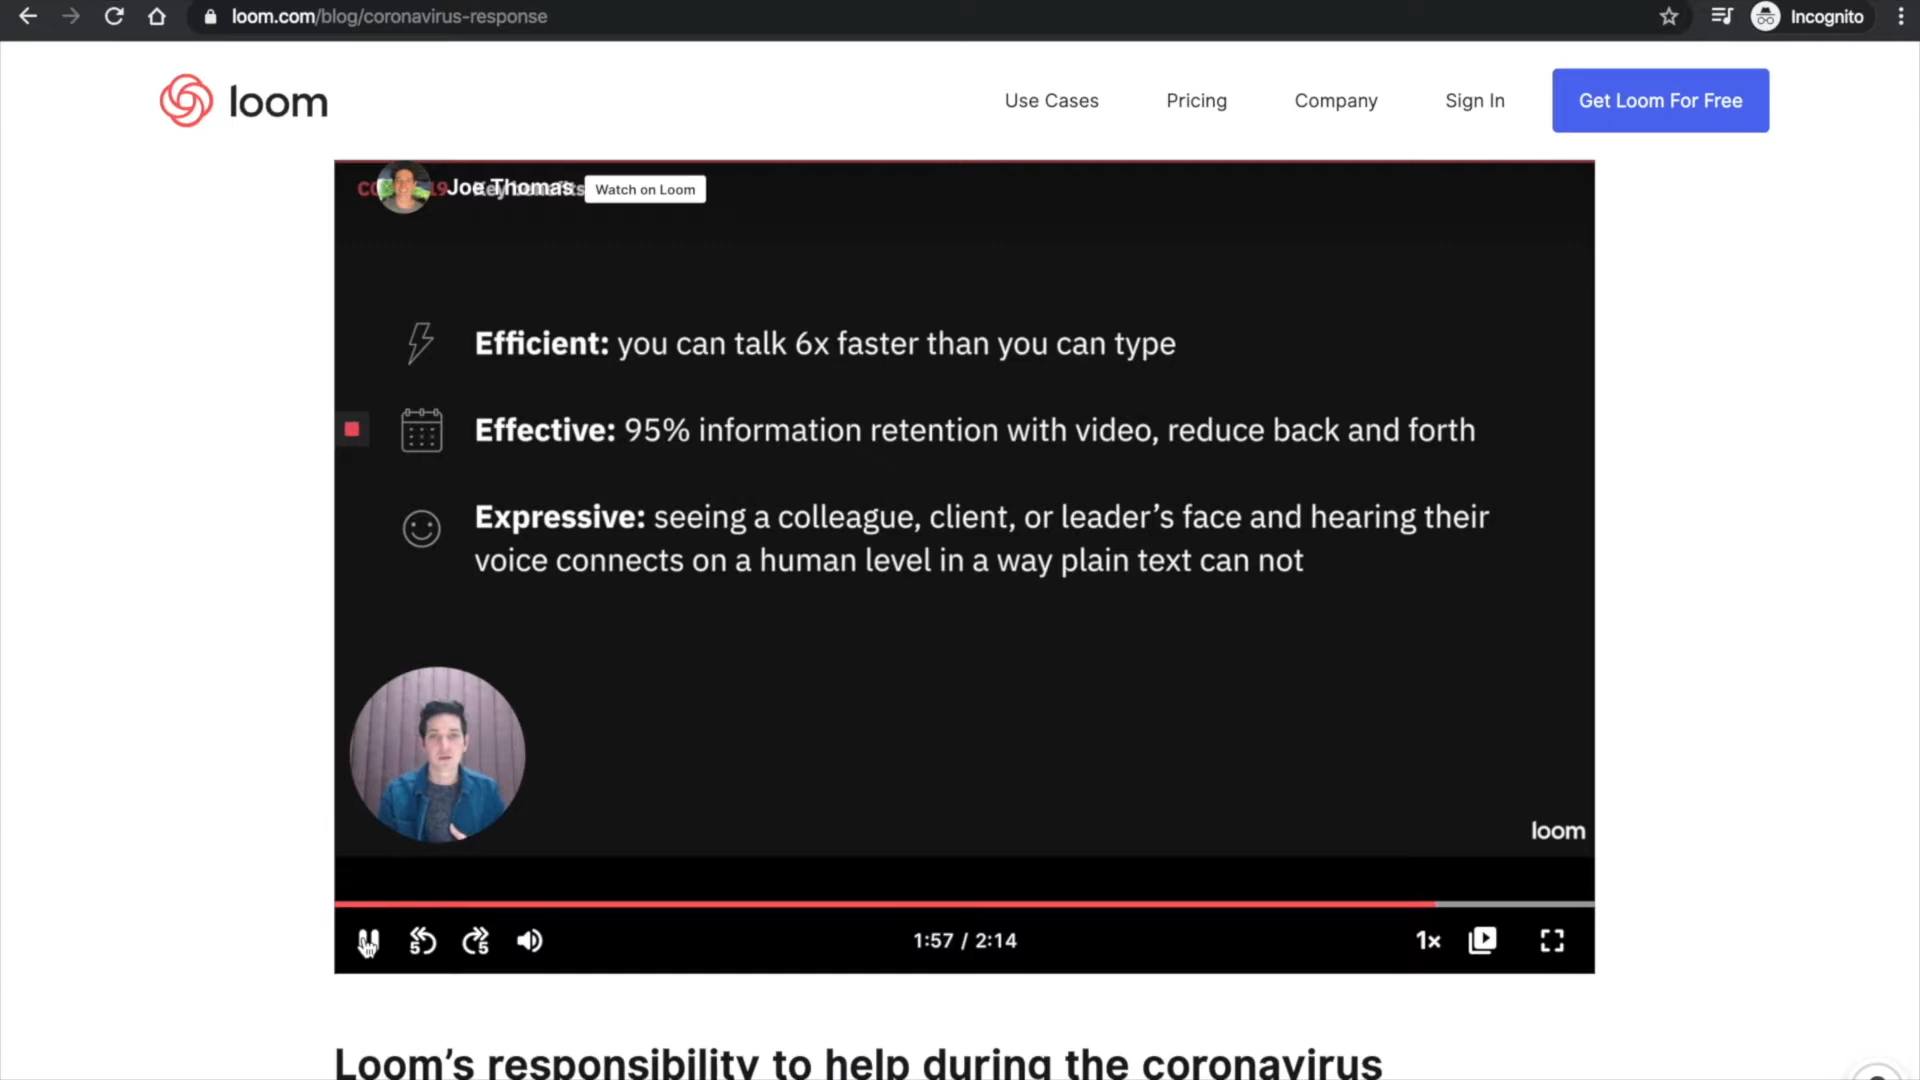 loom.com/blog/coronavirus-response
Incognito
loom
Use Cases
Pricing
Company
Sign In
Get Loom For Free
Joe Thomas
Watch on Loom
Efficient: you can talk 6x faster than you can type
Effective: 95% information retention with video, reduce back and forth
Expressive: seeing a colleague, client, or leader’s face and hearing their
voice connects on a human level in a way plain text can not
loom
5
5
1:57 / 2:14
1×
Loom’s responsibility to help during the coronavirus